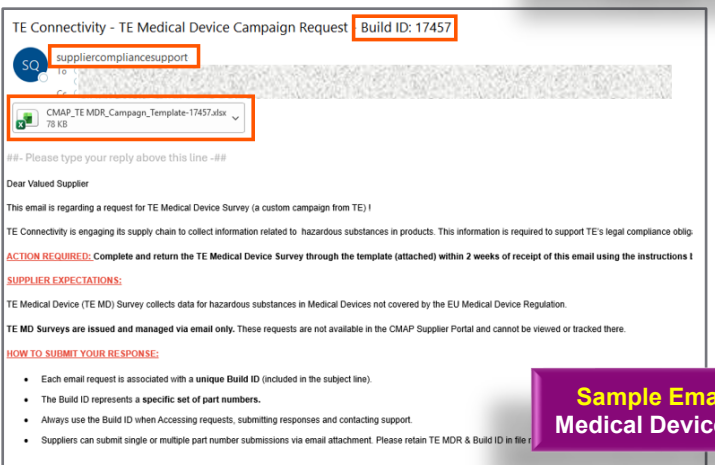 TE Connectivity - TE Medical Device Campaign Request - Build ID: 17457
SQ
suppliercompliancesupport
To
Cc
CMAP_TE MDR_Campagn_Template-17457.xlsx
78 KB
##- Please type your reply above this line -##
Dear Valued Supplier
This email is regarding a request for TE Medical Device Survey (a custom campaign from TE) !
TE Connectivity is engaging its supply chain to collect information related to hazardous substances in products. This information is required to support TE's legal compliance oblig
ACTION REQUIRED: Complete and return the TE Medical Device Survey through the template (attached) within 2 weeks of receipt of this email using the instructions
SUPPLIER EXPECTATIONS:
TE Medical Device (TE MD) Survey collects data for hazardous substances in Medical Devices not covered by the EU Medical Device Regulation.
TE MD Surveys are issued and managed via email only. These requests are not available in the CMAP Supplier Portal and cannot be viewed or tracked there.
HOW TO SUBMIT YOUR RESPONSE:
• Each email request is associated with a unique Build ID (included in the subject line).
• The Build ID represents a specific set of part numbers.
• Always use the Build ID when Accessing requests, submitting responses and contacting support.
• Suppliers can submit single or multiple part number submissions via email attachment. Please retain TE MDR & Build ID in file
Sample Ema
Medical Device